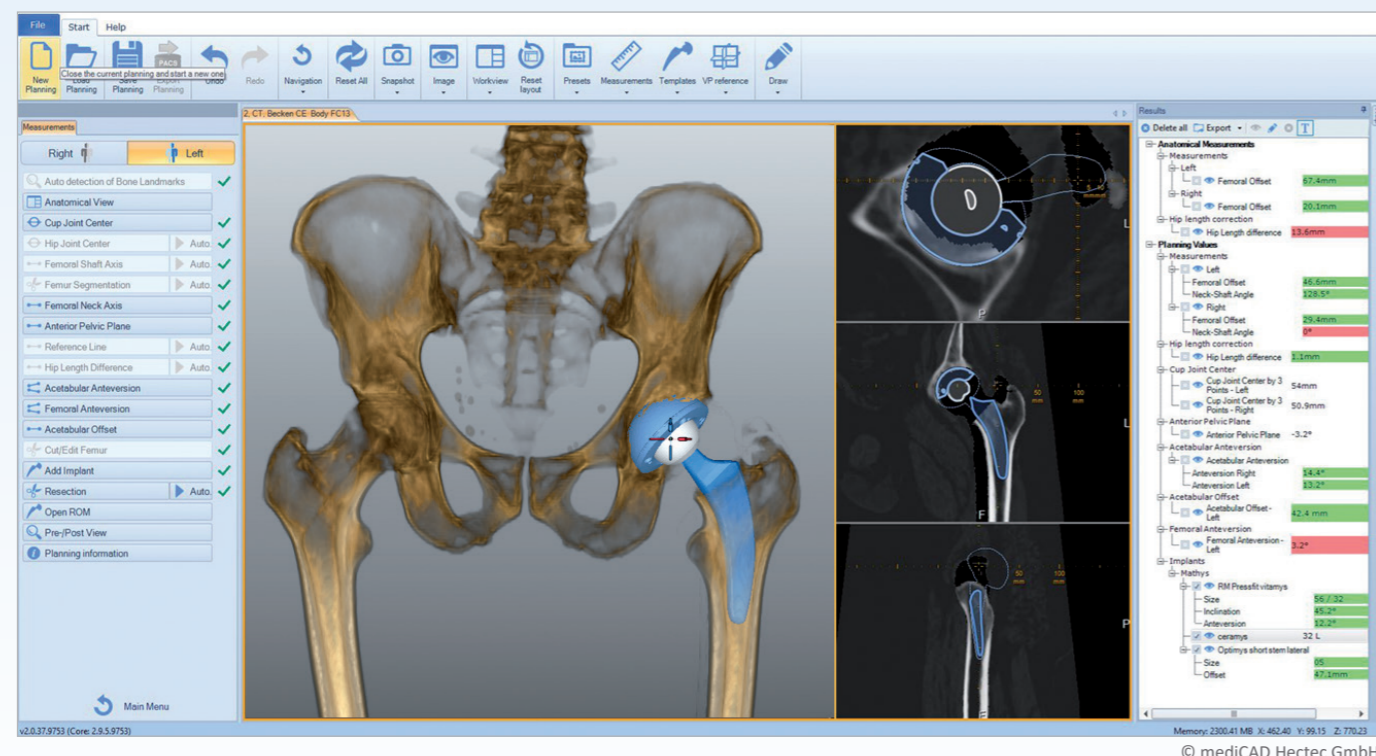 File Start Help
New Planning
Load Planning
Save Planning
PACS
Export Planning
Undo
Redo
Navigation
Reset All
Snapshot
Image
Workview
Reset layout
Presets
Measurements
Templates
VP reference
Draw
Close the current planning and start a new one
Measurements
Right Left
Auto detection of Bone Landmarks
Anatomical View
Cup Joint Center
Hip Joint Center Auto.
Femoral Shaft Axis Auto.
Femur Segmentation Auto.
Femoral Neck Axis
Anterior Pelvic Plane
Reference Line Auto.
Hip Length Difference Auto.
Acetabular Anteversion
Femoral Anteversion
Acetabular Offset
Cut/Edit Femur
Add Implant
Resection Auto.
Open ROM
Pre-/Post View
Planning information
Main Menu
2. CT. Becken CE Body FC13
L
P
50 mm 100 mm
L
F
50 mm 100 mm
P
Results
Delete all Export T
Anatomical Measurements
Measurements
Left
Femoral Offset 67.4mm
Right
Femoral Offset 20.1mm
Hip length correction
Hip Length difference 13.6mm
Planning Values
Measurements
Left
Femoral Offset 46.6mm
Neck-Shaft Angle 128.5°
Right
Femoral Offset 29.4mm
Neck-Shaft Angle 0°
Hip length correction
Hip Length difference 1.1mm
Cup Joint Center
Cup Joint Center by 3 Points - Left 54mm
Cup Joint Center by 3 Points - Right 50.9mm
Anterior Pelvic Plane
Anterior Pelvic Plane -3.2°
Acetabular Anteversion
Acetabular Anteversion
Anteversion Right 14.4°
Anteversion Left 13.2°
Acetabular Offset
Acetabular Offset - Left 42.4 mm
Femoral Anteversion
Femoral Anteversion - Left 3.2°
Implants
Mathys
RM Pressfit vitamys
Size 56 / 32
Inclination 45.2°
Anteversion 12.2°
ceramys 32 L
Optimys short stem lateral
Size 05
Offset 47.1mm
v2.0.37.9753 (Core: 2.9.5.9753)
Memory: 2300.41 MB X: 462.40 Y: 99.15 Z: 770.23
© mediCAD Hectec GmbH